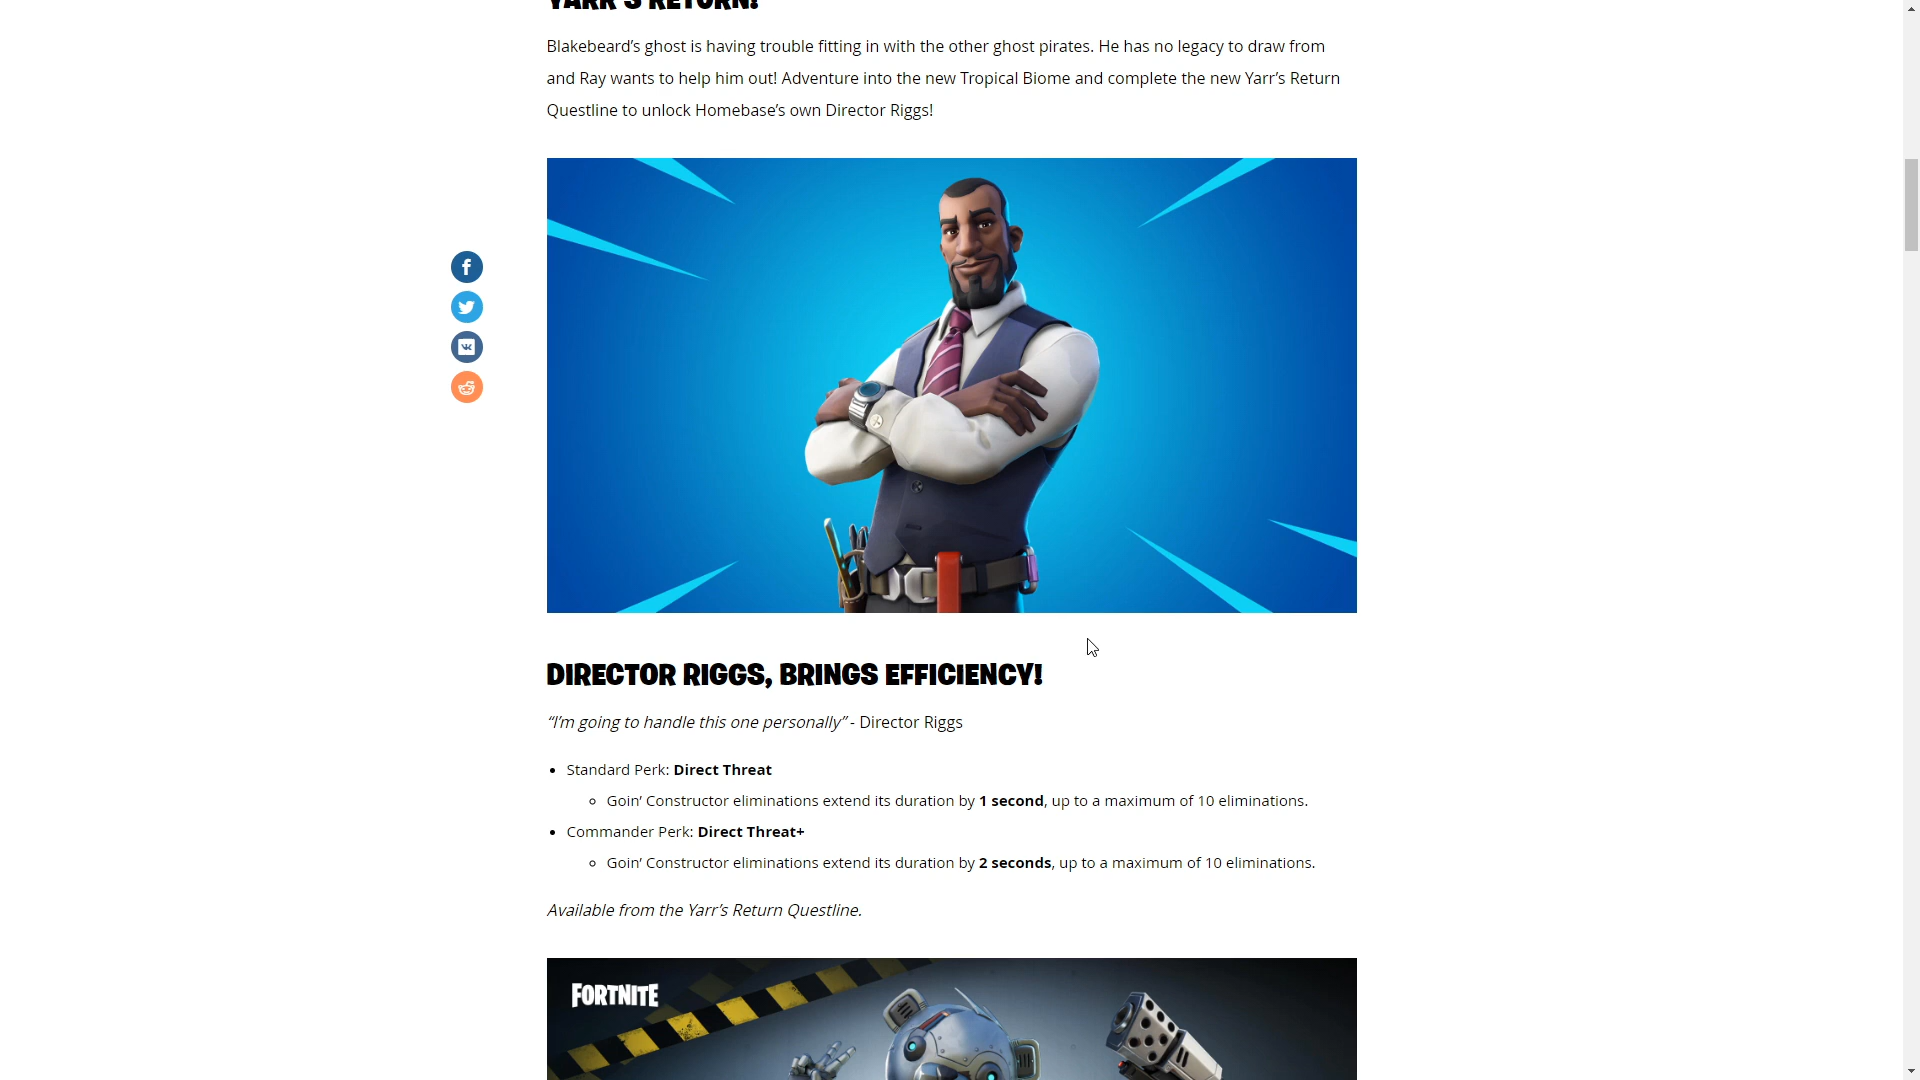 YARR'S RETURN!
Blakebeard’s ghost is having trouble fitting in with the other ghost pirates. He has no legacy to draw from
and Ray wants to help him out! Adventure into the new Tropical Biome and complete the new Yarr’s Return
Questline to unlock Homebase’s own Director Riggs!
DIRECTOR RIGGS, BRINGS EFFICIENCY!
“I’m going to handle this one personally” - Director Riggs
• Standard Perk: Direct Threat
◦ Goin’ Constructor eliminations extend its duration by 1 second, up to a maximum of 10 eliminations.
• Commander Perk: Direct Threat+
◦ Goin’ Constructor eliminations extend its duration by 2 seconds, up to a maximum of 10 eliminations.
Available from the Yarr’s Return Questline.
FORTNITE